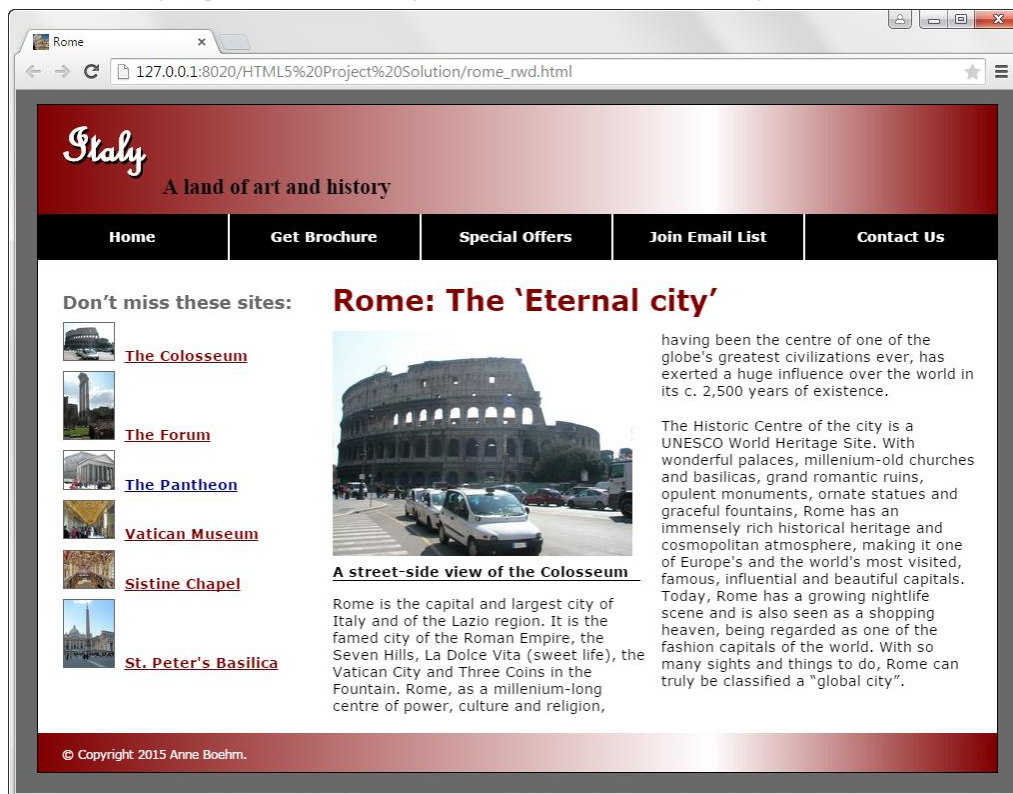 Rome
127.0.0.1:8020/HTML5%20Project%20Solution/rome_rwd.html
Italy
A land of art and history
Home Get Brochure Special Offers Join Email List Contact Us
Don’t miss these sites:
The Colosseum
The Forum
The Pantheon
Vatican Museum
Sistine Chapel
St. Peter's Basilica
Rome: The ‘Eternal city’
A street-side view of the Colosseum
Rome is the capital and largest city of
Italy and of the Lazio region. It is the
famed city of the Roman Empire, the
Seven Hills, La Dolce Vita (sweet life), the
Vatican City and Three Coins in the
Fountain. Rome, as a millenium-long
centre of power, culture and religion,
having been the centre of one of the
globe's greatest civilizations ever, has
exerted a huge influence over the world in
its c. 2,500 years of existence.
The Historic Centre of the city is a
UNESCO World Heritage Site. With
wonderful palaces, millenium-old churches
and basilicas, grand romantic ruins,
opulent monuments, ornate statues and
graceful fountains, Rome has an
immensely rich historical heritage and
cosmopolitan atmosphere, making it one
of Europe's and the world's most visited,
famous, influential and beautiful capitals.
Today, Rome has a growing nightlife
scene and is also seen as a shopping
heaven, being regarded as one of the
fashion capitals of the world. With so
many sights and things to do, Rome can
truly be classified a “global city”.
© Copyright 2015 Anne Boehm.